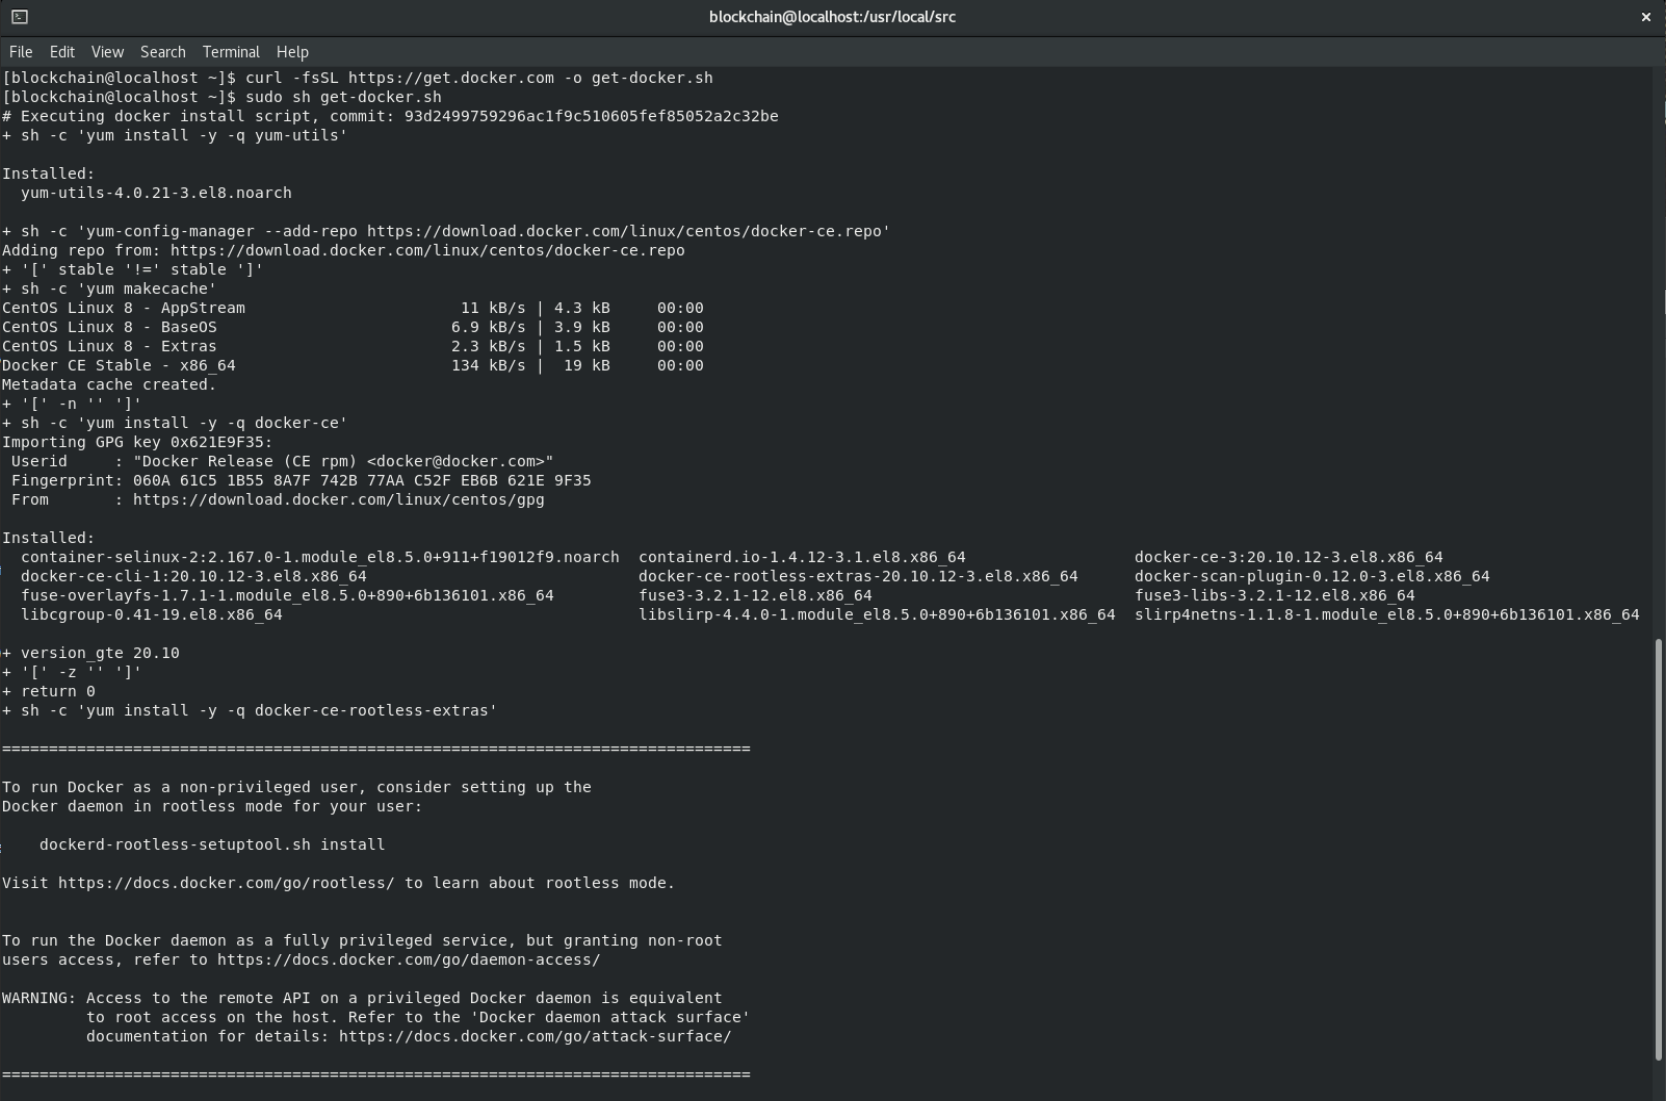 blockchain@localhost:/usr/local/src
File Edit View Search Terminal Help
[blockchain@localhost ~]$ curl -fsSL https://get.docker.com -o get-docker.sh
[blockchain@localhost ~]$ sudo sh get-docker.sh
# Executing docker install script, commit: 93d2499759296ac1f9c510605fef85052a2c32be
+ sh -c 'yum install -y -q yum-utils'
Installed:
  yum-utils-4.0.21-3.el8.noarch
+ sh -c 'yum-config-manager --add-repo https://download.docker.com/linux/centos/docker-ce.repo'
Adding repo from: https://download.docker.com/linux/centos/docker-ce.repo
+ '[' stable '!=' stable ']'
+ sh -c 'yum makecache'
CentOS Linux 8 - AppStream                       11 kB/s | 4.3 kB     00:00
CentOS Linux 8 - BaseOS                         6.9 kB/s | 3.9 kB     00:00
CentOS Linux 8 - Extras                         2.3 kB/s | 1.5 kB     00:00
Docker CE Stable - x86_64                       134 kB/s |  19 kB     00:00
Metadata cache created.
+ '[' -n '' ']'
+ sh -c 'yum install -y -q docker-ce'
Importing GPG key 0x621E9F35:
 Userid     : "Docker Release (CE rpm) <docker@docker.com>"
 Fingerprint: 060A 61C5 1B55 8A7F 742B 77AA C52F EB6B 621E 9F35
 From       : https://download.docker.com/linux/centos/gpg
Installed:
  container-selinux-2:2.167.0-1.module_el8.5.0+911+f19012f9.noarch  containerd.io-1.4.12-3.1.el8.x86_64  docker-ce-3:20.10.12-3.el8.x86_64
  docker-ce-cli-1:20.10.12-3.el8.x86_64  docker-ce-rootless-extras-20.10.12-3.el8.x86_64  docker-scan-plugin-0.12.0-3.el8.x86_64
  fuse-overlayfs-1.7.1-1.module_el8.5.0+890+6b136101.x86_64  fuse3-3.2.1-12.el8.x86_64  fuse3-libs-3.2.1-12.el8.x86_64
  libcgroup-0.41-19.el8.x86_64  libslirp-4.4.0-1.module_el8.5.0+890+6b136101.x86_64  slirp4netns-1.1.8-1.module_el8.5.0+890+6b136101.x86_64
+ version_gte 20.10
+ '[' -z '' ']'
+ return 0
+ sh -c 'yum install -y -q docker-ce-rootless-extras'
================================================================================
To run Docker as a non-privileged user, consider setting up the
Docker daemon in rootless mode for your user:
    dockerd-rootless-setuptool.sh install
Visit https://docs.docker.com/go/rootless/ to learn about rootless mode.
To run the Docker daemon as a fully privileged service, but granting non-root
users access, refer to https://docs.docker.com/go/daemon-access/
WARNING: Access to the remote API on a privileged Docker daemon is equivalent
         to root access on the host. Refer to the 'Docker daemon attack surface'
         documentation for details: https://docs.docker.com/go/attack-surface/
================================================================================